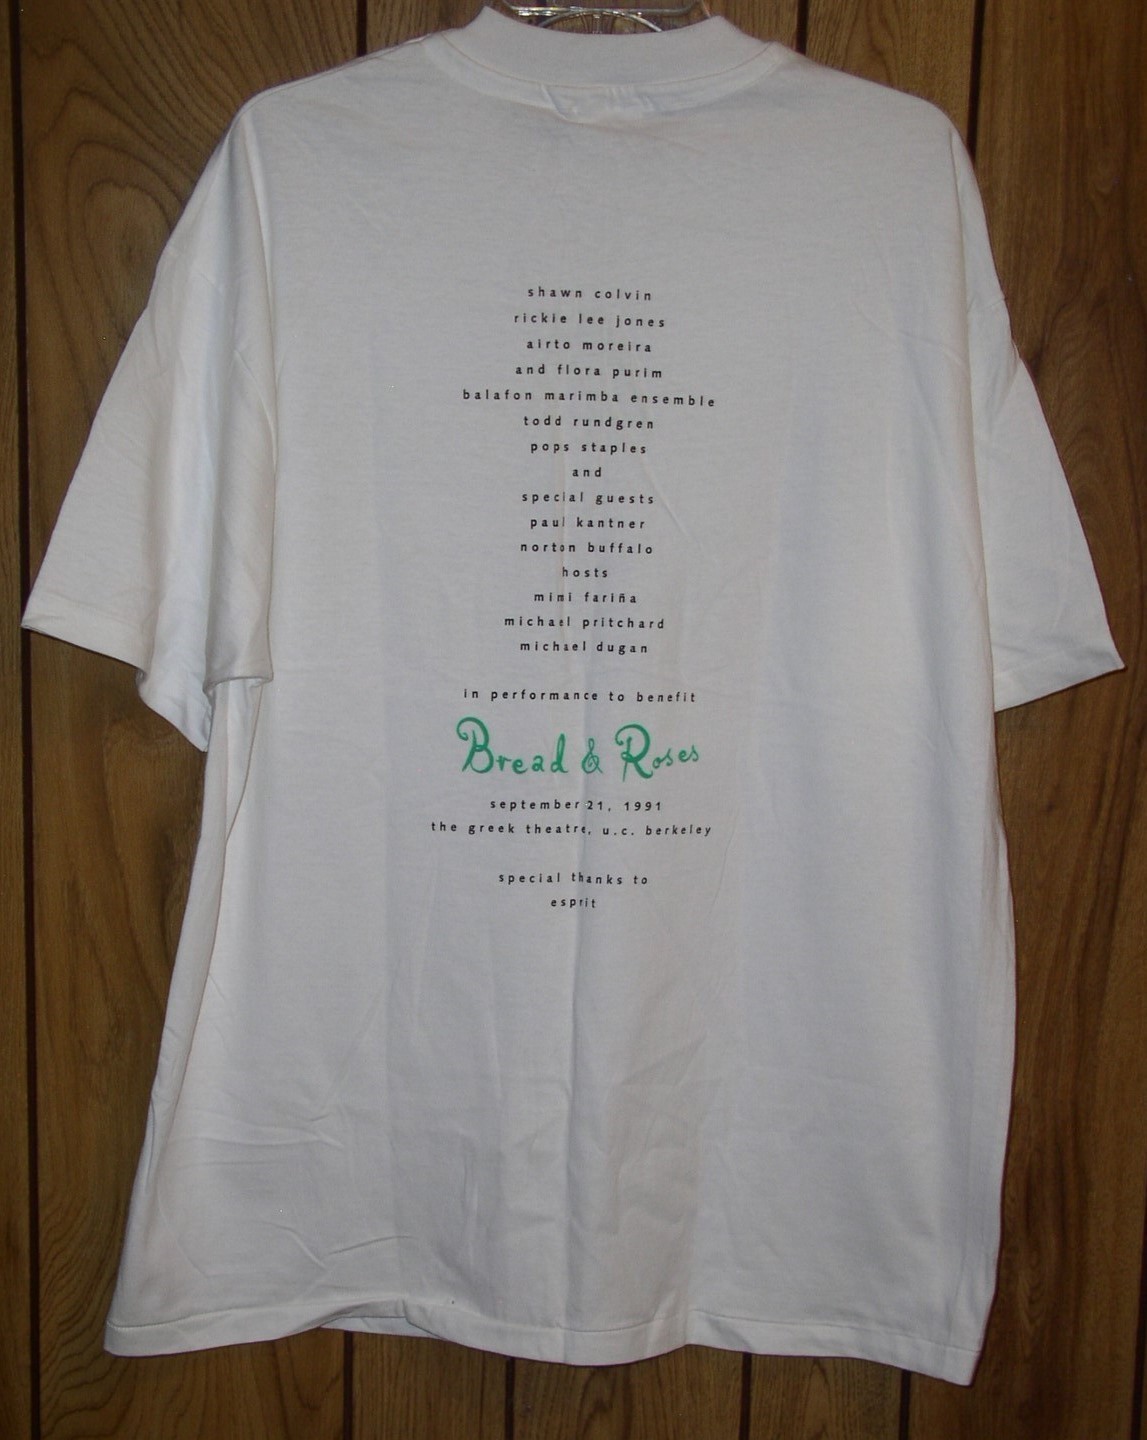 shawn colvin
rickie lee jones
airto moreira
and flora purim
balafon marimba ensemble
todd rundgren
pops staples
and
special guests
paul kantner
norton buffalo
hosts
mimi fariña
michael pritchard
michael dugan
in performance to benefit
Bread & Roses
september 21, 1991
the greek theatre, u.c. berkeley
special thanks to
esprit